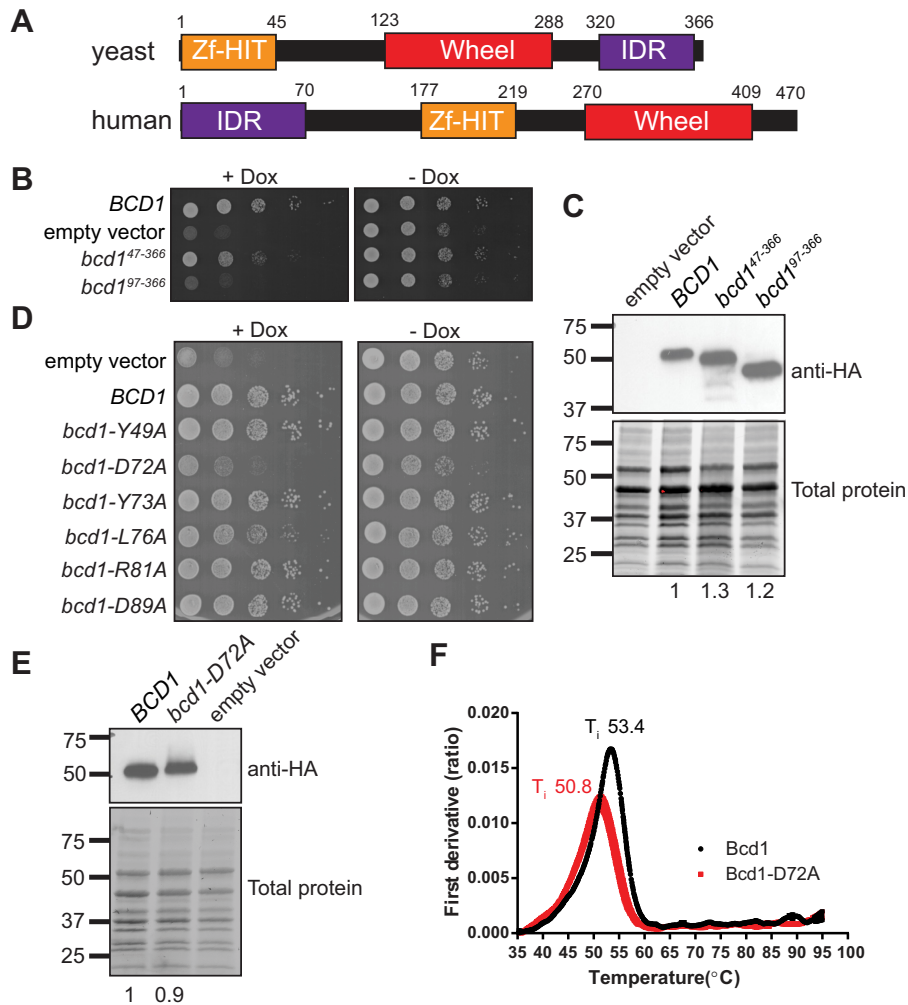 A
1 45 123 288 320 366
yeast Zf-HIT Wheel IDR
1 70 177 219 270 409 470
human IDR Zf-HIT Wheel
B
+ Dox - Dox
BCD1
empty vector
bcd1^47-366
bcd1^97-366
C
empty vector BCD1 bcd1^47-366 bcd1^97-366
75
50
37
anti-HA
75
50
37
25
Total protein
1 1.3 1.2
D
+ Dox - Dox
empty vector
BCD1
bcd1-Y49A
bcd1-D72A
bcd1-Y73A
bcd1-L76A
bcd1-R81A
bcd1-D89A
E
BCD1 bcd1-D72A empty vector
75
50
anti-HA
75
50
37
25
Total protein
1 0.9
F
First derivative (ratio)
0.020
0.015
0.010
0.005
0.000
T_i 53.4
T_i 50.8
Bcd1
Bcd1-D72A
35 40 45 50 55 60 65 70 75 80 85 90 95 100
Temperature(°C)